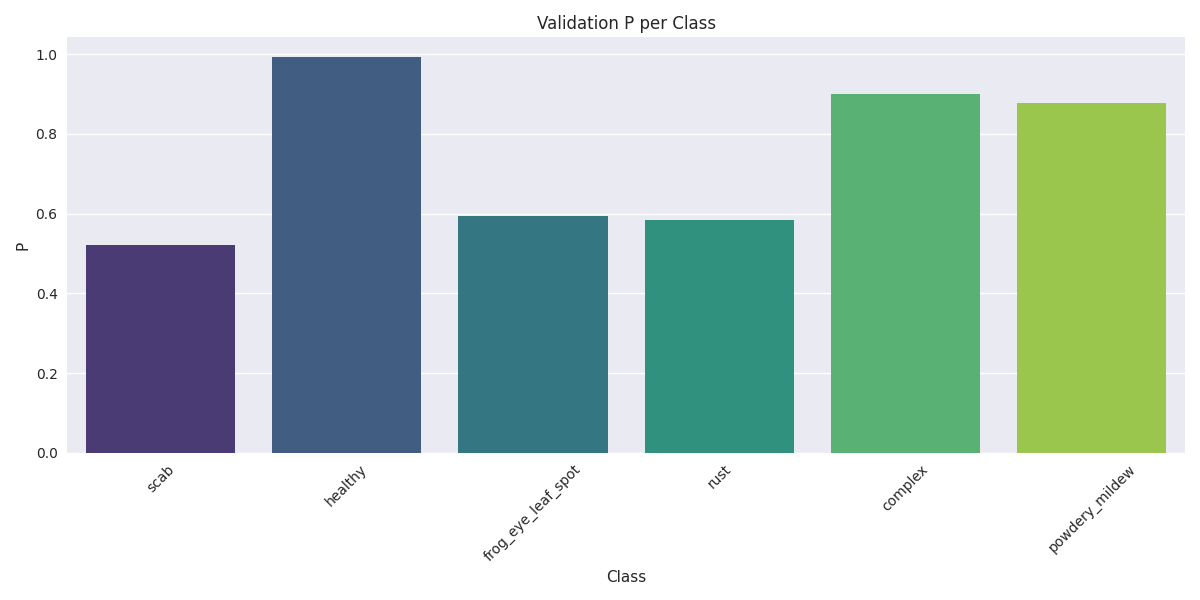 Validation P per Class
P
1.0
0.8
0.6
0.4
0.2
0.0
scab
healthy
frog_eye_leaf_spot
rust
complex
powdery_mildew
Class